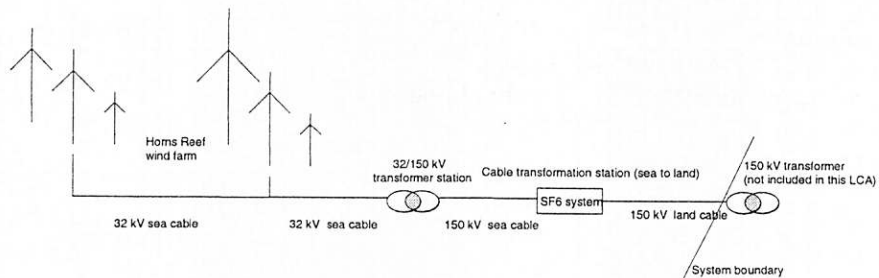 Horns Reef
wind farm
32/150 kV
transformer station
Cable transformation station (sea to land)
150 kV transformer
(not included in this LCA)
SF6 system
32 kV sea cable
32 kV sea cable
150 kV sea cable
150 kV land cable
System boundary